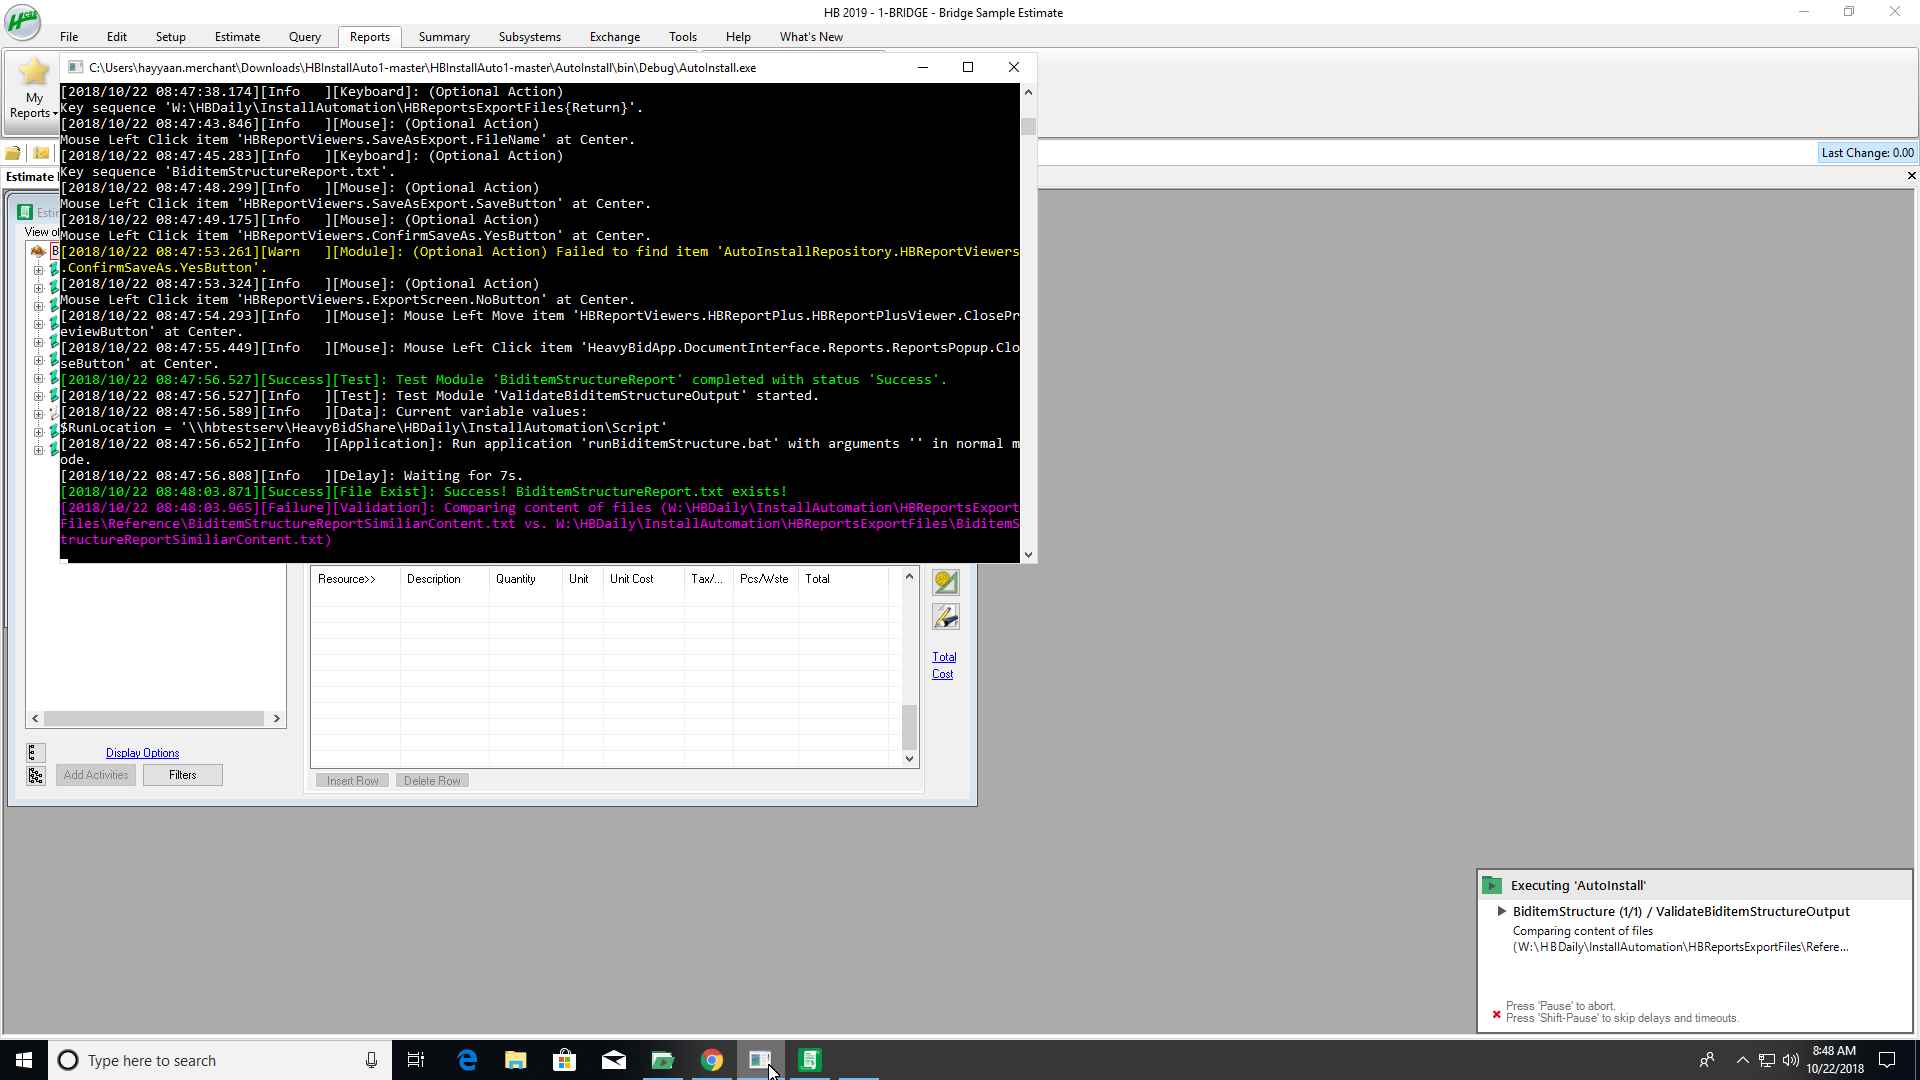 HB 2019 - 1-BRIDGE - Bridge Sample Estimate
File Edit Setup Estimate Query Reports Summary Subsystems Exchange Tools Help What's New
My
Reports
C:\Users\hayyaan.merchant\Downloads\HBInstallAuto1-master\HBInstallAuto1-master\AutoInstall\bin\Debug\AutoInstall.exe
[2018/10/22 08:47:38.174][Info   ][Keyboard]: (Optional Action)
Key sequence 'W:\HBDaily\InstallAutomation\HBReportsExportFiles{Return}'.
[2018/10/22 08:47:43.846][Info   ][Mouse]: (Optional Action)
Mouse Left Click item 'HBReportViewers.SaveAsExport.FileName' at Center.
[2018/10/22 08:47:45.283][Info   ][Keyboard]: (Optional Action)
Key sequence 'BiditemStructureReport.txt'.
[2018/10/22 08:47:48.299][Info   ][Mouse]: (Optional Action)
Mouse Left Click item 'HBReportViewers.SaveAsExport.SaveButton' at Center.
[2018/10/22 08:47:49.175][Info   ][Mouse]: (Optional Action)
Mouse Left Click item 'HBReportViewers.ConfirmSaveAs.YesButton' at Center.
[2018/10/22 08:47:53.261][Warn   ][Module]: (Optional Action) Failed to find item 'AutoInstallRepository.HBReportViewers
.ConfirmSaveAs.YesButton'.
[2018/10/22 08:47:53.324][Info   ][Mouse]: (Optional Action)
Mouse Left Click item 'HBReportViewers.ExportScreen.NoButton' at Center.
[2018/10/22 08:47:54.293][Info   ][Mouse]: Mouse Left Move item 'HBReportViewers.HBReportPlus.HBReportPlusViewer.ClosePr
eviewButton' at Center.
[2018/10/22 08:47:55.449][Info   ][Mouse]: Mouse Left Click item 'HeavyBidApp.DocumentInterface.Reports.ReportsPopup.Clo
seButton' at Center.
[2018/10/22 08:47:56.527][Success][Test]: Test Module 'BiditemStructureReport' completed with status 'Success'.
[2018/10/22 08:47:56.527][Info   ][Test]: Test Module 'ValidateBiditemStructureOutput' started.
[2018/10/22 08:47:56.589][Info   ][Data]: Current variable values:
$RunLocation = '\\hbtestserv\HeavyBidShare\HBDaily\InstallAutomation\Script'
[2018/10/22 08:47:56.652][Info   ][Application]: Run application 'runBiditemStructure.bat' with arguments '' in normal m
ode.
[2018/10/22 08:47:56.808][Info   ][Delay]: Waiting for 7s.
[2018/10/22 08:48:03.871][Success][File Exist]: Success! BiditemStructureReport.txt exists!
[2018/10/22 08:48:03.965][Failure][Validation]: Comparing content of files (W:\HBDaily\InstallAutomation\HBReportsExport
Files\Reference\BiditemStructureReportSimiliarContent.txt vs. W:\HBDaily\InstallAutomation\HBReportsExportFiles\BiditemS
tructureReportSimiliarContent.txt)
Last Change: 0.00
Estimate
View
Resource>> Description Quantity Unit Unit Cost Tax/... Pcs/Wste Total
Total
Cost
Display Options
Add Activities Filters
Insert Row Delete Row
Executing 'AutoInstall'
BiditemStructure (1/1) / ValidateBiditemStructureOutput
Comparing content of files
(W:\HBDaily\InstallAutomation\HBReportsExportFiles\Refere...
Press 'Pause' to abort.
Press 'Shift-Pause' to skip delays and timeouts.
Type here to search
8:48 AM
10/22/2018